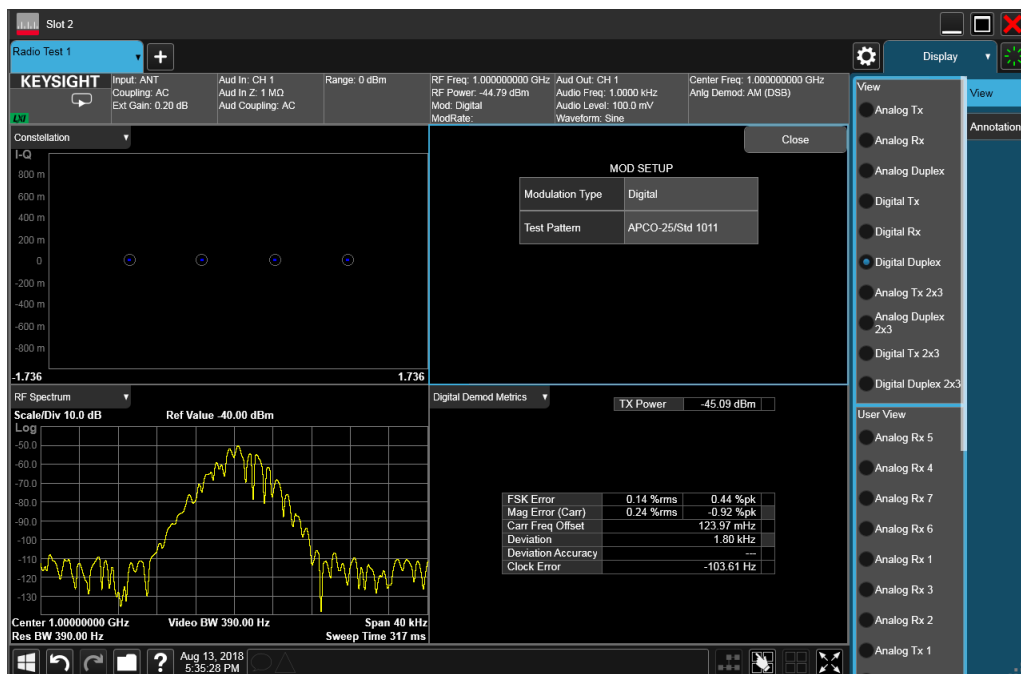 Slot 2
Radio Test 1
+
Display
KEYSIGHT
LXI
Input: ANT
Coupling: AC
Ext Gain: 0.20 dB
Aud In: CH 1
Aud In Z: 1 MΩ
Aud Coupling: AC
Range: 0 dBm
RF Freq: 1.000000000 GHz
RF Power: -44.79 dBm
Mod: Digital
ModRate:
Aud Out: CH 1
Audio Freq: 1.0000 kHz
Audio Level: 100.0 mV
Waveform: Sine
Center Freq: 1.000000000 GHz
Anlg Demod: AM (DSB)
Constellation
I-Q
800 m
600 m
400 m
200 m
0
-200 m
-400 m
-600 m
-800 m
-1.736 1.736
Close
MOD SETUP
Modulation Type Digital
Test Pattern APCO-25/Std 1011
RF Spectrum
Scale/Div 10.0 dB Ref Value -40.00 dBm
Log
-50.0
-60.0
-70.0
-80.0
-90.0
-100
-110
-120
-130
Center 1.00000000 GHz Video BW 390.00 Hz Span 40 kHz
Res BW 390.00 Hz Sweep Time 317 ms
Digital Demod Metrics
TX Power -45.09 dBm
FSK Error 0.14 %rms 0.44 %pk
Mag Error (Carr) 0.24 %rms -0.92 %pk
Carr Freq Offset 123.97 mHz
Deviation 1.80 kHz
Deviation Accuracy ---
Clock Error -103.61 Hz
View
Analog Tx
Analog Rx
Analog Duplex
Digital Tx
Digital Rx
Digital Duplex
Analog Tx 2x3
Analog Duplex
2x3
Digital Tx 2x3
Digital Duplex 2x3
User View
Analog Rx 5
Analog Rx 4
Analog Rx 7
Analog Rx 6
Analog Rx 1
Analog Rx 3
Analog Rx 2
Analog Tx 1
View
Annotation
?
Aug 13, 2018
5:35:28 PM